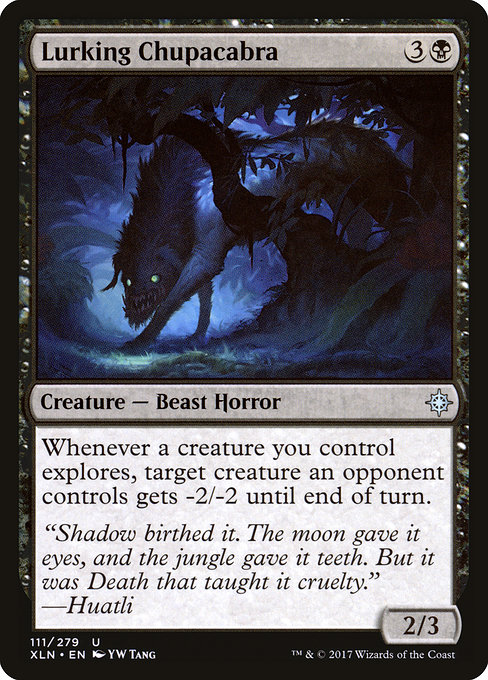 Lurking Chupacabra 3
Creature — Beast Horror
Whenever a creature you control
explores, target creature an opponent
controls gets -2/-2 until end of turn.
“Shadow birthed it. The moon gave it
eyes, and the jungle gave it teeth. But it
was Death that taught it cruelty.”
—Huatli
2/3
111/279 U
XLN • EN YW Tang
™ & © 2017 Wizards of the Coast